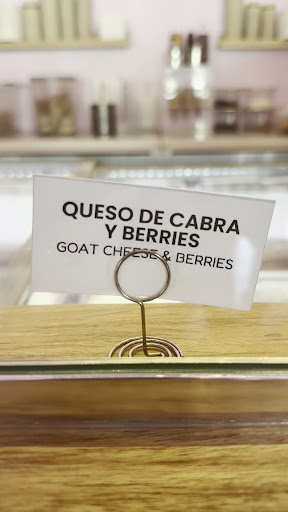 QUESO DE CABRA
Y BERRIES
GOAT CHEESE & BERRIES